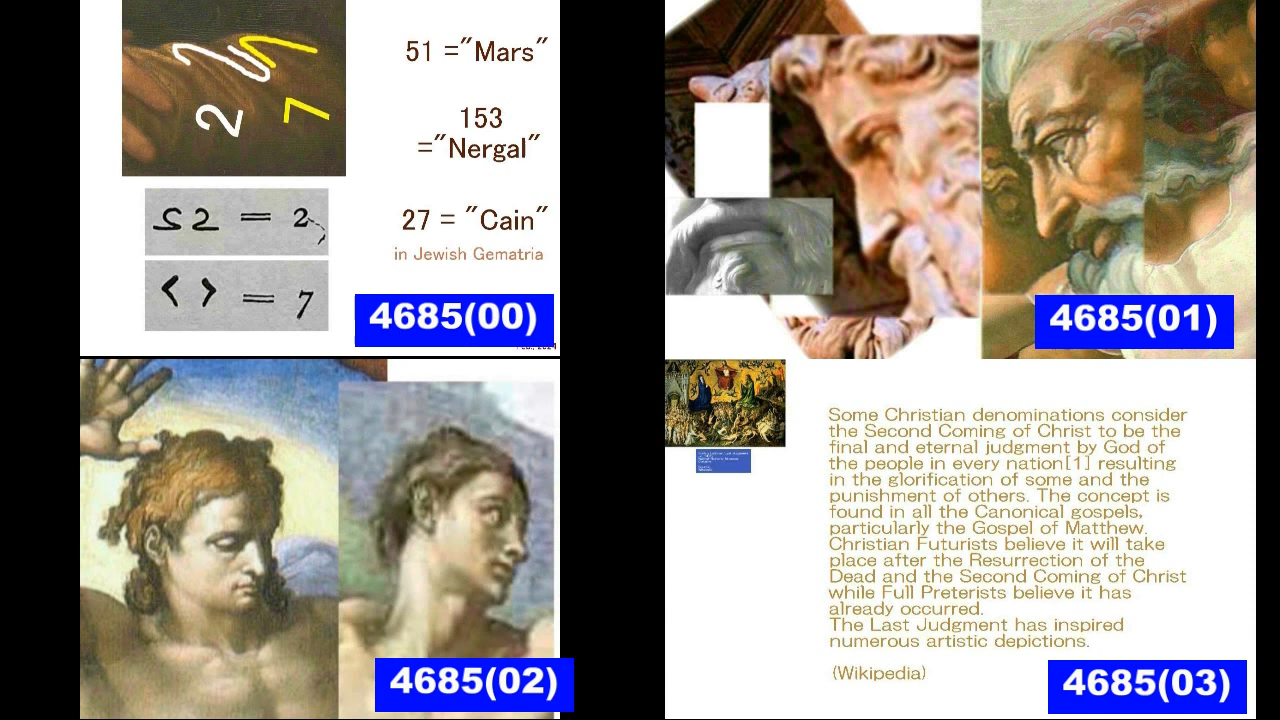 51 ="Mars"
153
="Nergal"
2 7
27 = "Cain"
in Jewish Gematria
= 2
< > = 7
4685(00)
4685(01)
4685(02)
Some Christian denominations consider
the Second Coming of Christ to be the
final and eternal judgment by God of
the people in every nation[1] resulting
in the glorification of some and the
punishment of others. The concept is
found in all the Canonical gospels,
particularly the Gospel of Matthew.
Christian Futurists believe it will take
place after the Resurrection of the
Dead and the Second Coming of Christ
while Full Preterists believe it has
already occurred.
The Last Judgment has inspired
numerous artistic depictions.
(Wikipedia)
4685(03)